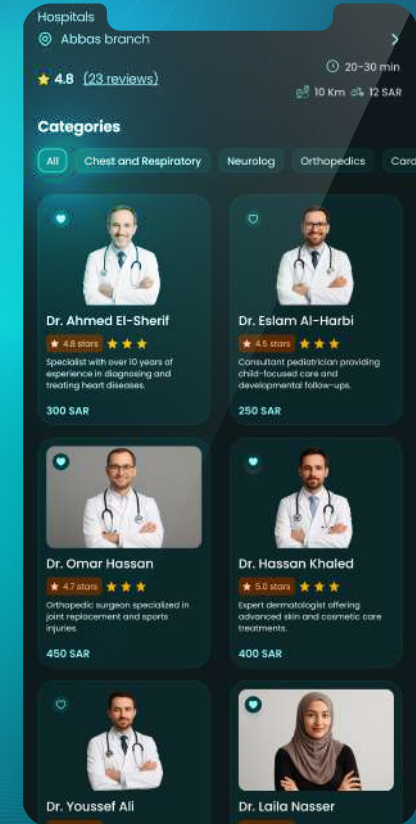 Hospitals
Abbas branch
4.8 (23 reviews)
20-30 min
10 Km 12 SAR
Categories
All Chest and Respiratory Neurolog Orthopedics Card
Dr. Ahmed El-Sherif
4.8 stars
Specialist with over 10 years of
experience in diagnosing and
treating heart diseases.
300 SAR
Dr. Eslam Al-Harbi
4.5 stars
Consultant pediatrician providing
child-focused care and
developmental follow-ups.
250 SAR
Dr. Omar Hassan
4.7 stars
Orthopedic surgeon specialized in
joint replacement and sports
injuries.
450 SAR
Dr. Hassan Khaled
5.0 stars
Expert dermatologist offering
advanced skin and cosmetic care
treatments.
400 SAR
Dr. Youssef Ali
Dr. Laila Nasser